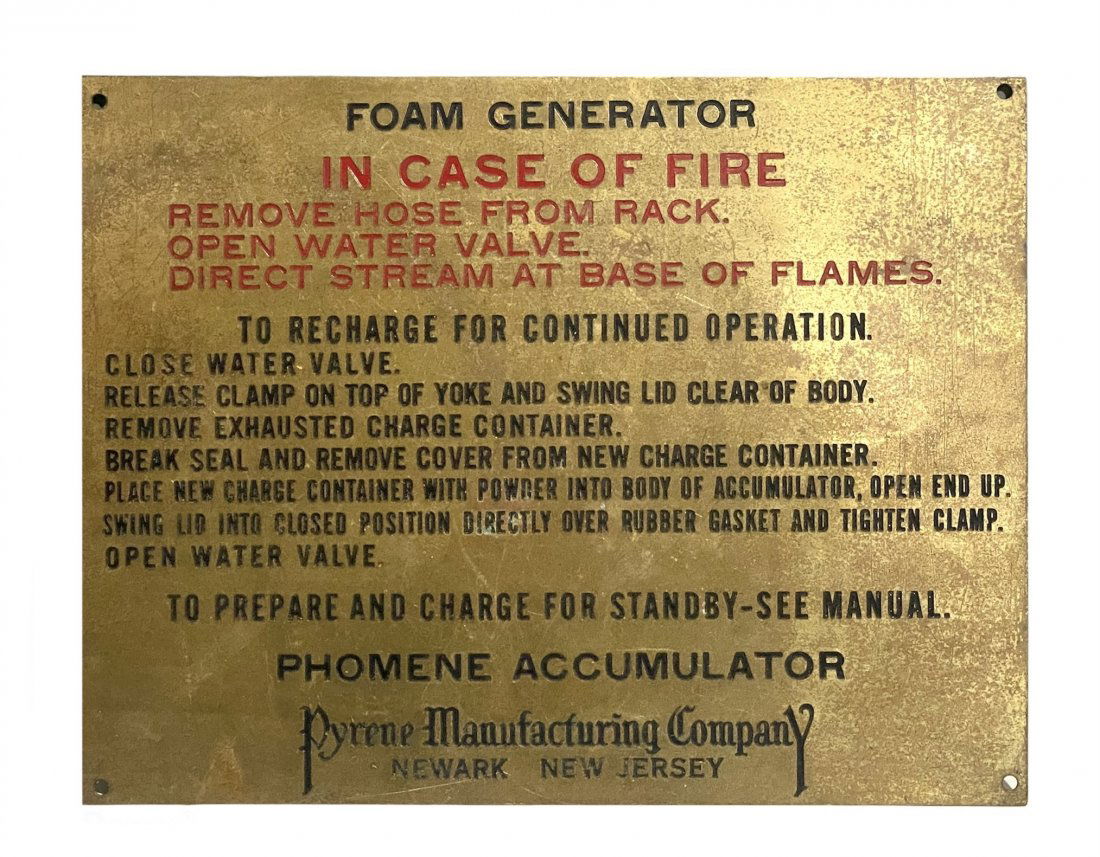 FOAM GENERATOR
IN CASE OF FIRE
REMOVE HOSE FROM RACK.
OPEN WATER VALVE.
DIRECT STREAM AT BASE OF FLAMES.
TO RECHARGE FOR CONTINUED OPERATION.
CLOSE WATER VALVE.
RELEASE CLAMP ON TOP OF YOKE AND SWING LID CLEAR OF BODY.
REMOVE EXHAUSTED CHARGE CONTAINER.
BREAK SEAL AND REMOVE COVER FROM NEW CHARGE CONTAINER.
PLACE NEW CHARGE CONTAINER WITH POWDER INTO BODY OF ACCUMULATOR, OPEN END UP.
SWING LID INTO CLOSED POSITION DIRECTLY OVER RUBBER GASKET AND TIGHTEN CLAMP.
OPEN WATER VALVE.
TO PREPARE AND CHARGE FOR STANDBY-SEE MANUAL.
PHOMENE ACCUMULATOR
Pyrene Manufacturing Company
NEWARK NEW JERSEY